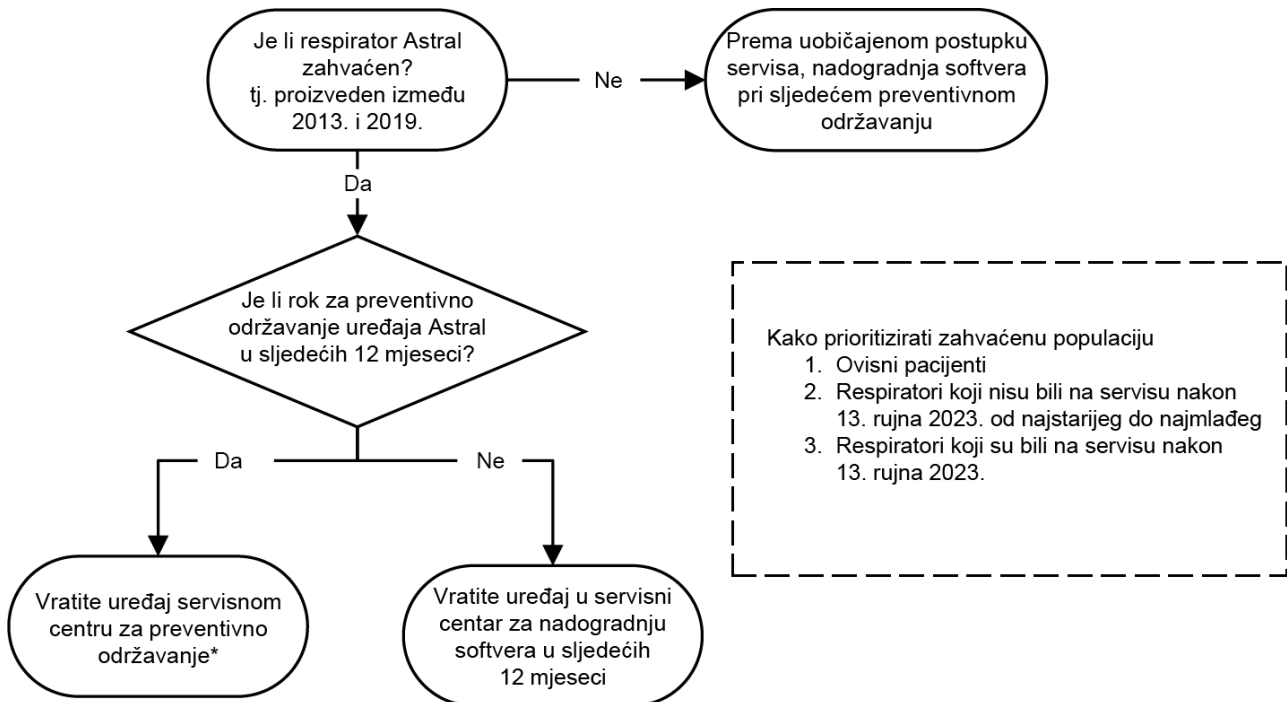 Je li respirator Astral
zahvaćen?
tj. proizveden između
2013. i 2019.
Ne
Prema uobičajenom postupku
servisa, nadogradnja softvera
pri sljedećem preventivnom
održavanju
Da
Je li rok za preventivno
održavanje uređaja Astral
u sljedećih 12 mjeseci?
Kako prioritizirati zahvaćenu populaciju
1. Ovisni pacijenti
2. Respiratori koji nisu bili na servisu nakon
13. rujna 2023. od najstarijeg do najmlađeg
3. Respiratori koji su bili na servisu nakon
13. rujna 2023.
Da
Ne
Vratite uređaj servisnom
centru za preventivno
održavanje*
Vratite uređaj u servisni
centar za nadogradnju
softvera u sljedećih
12 mjeseci